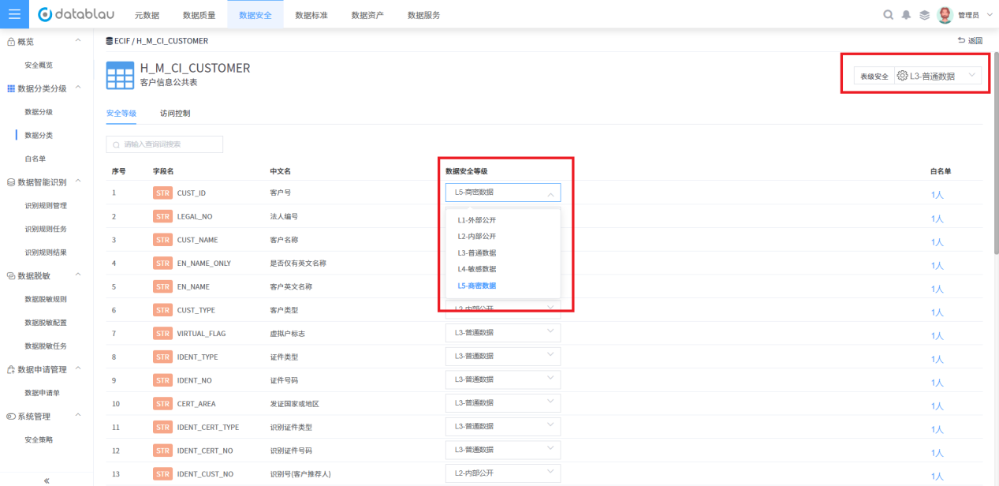 datablau 元数据 数据质量 数据安全 数据标准 数据资产 数据服务 管理员
概览
安全概览
数据分类分级
数据分级
数据分类
白名单
数据智能识别
识别规则管理
识别规则任务
识别规则结果
数据脱敏
数据脱敏规则
数据脱敏配置
数据脱敏任务
数据申请管理
数据申请单
系统管理
安全策略
«
ECIF / H_M_CI_CUSTOMER 返回
H_M_CI_CUSTOMER
客户信息公共表
表级安全 L3-普通数据
安全等级 访问控制
请输入查询词搜索
序号 字段名 中文名 数据安全等级 白名单
1 STR CUST_ID 客户号 L5-商密数据 1人
L1-外部公开
L2-内部公开
L3-普通数据
L4-敏感数据
L5-商密数据
2 STR LEGAL_NO 法人编号 1人
3 STR CUST_NAME 客户名称 1人
4 STR EN_NAME_ONLY 是否仅有英文名称 1人
5 STR EN_NAME 客户英文名称 1人
6 STR CUST_TYPE 客户类型 L2-内部公开 1人
7 STR VIRTUAL_FLAG 虚拟户标志 L3-普通数据 1人
8 STR IDENT_TYPE 证件类型 L3-普通数据 1人
9 STR IDENT_NO 证件号码 L3-普通数据 1人
10 STR CERT_AREA 发证国家或地区 L3-普通数据 1人
11 STR IDENT_CERT_TYPE 识别证件类型 L3-普通数据 1人
12 STR IDENT_CERT_NO 识别证件号码 L3-普通数据 1人
13 STR IDENT_CUST_NO 识别号(客户推荐人) L2-内部公开 1人